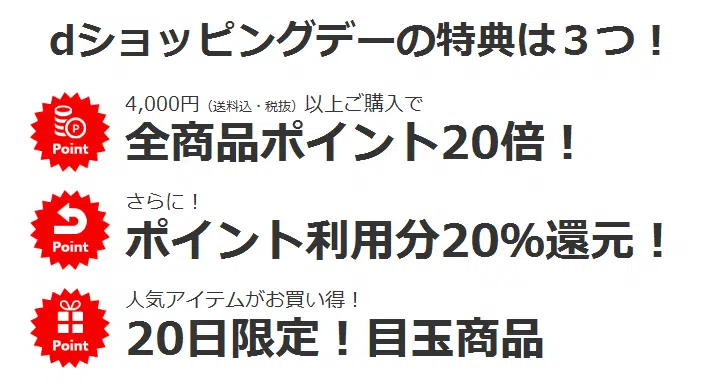 dショッピングデーの特典は３つ！
4,000円（送料込・税抜）以上ご購入で
P
Point
全商品ポイント20倍！
さらに！
Point
ポイント利用分20%還元！
人気アイテムがお買い得！
Point
20日限定！目玉商品